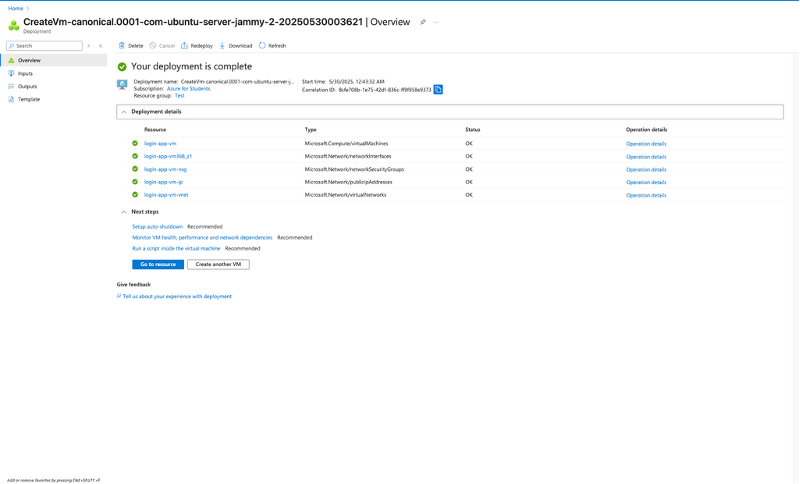 Home >
CreateVm-canonical.0001-com-ubuntu-server-jammy-2-20250530003621 | Overview
Deployment
Search
Delete Cancel Redeploy Download Refresh
Overview
Inputs
Outputs
Template
Your deployment is complete
Deployment name: CreateVm-canonical.0001-com-ubuntu-server-j...
Subscription: Azure for Students
Resource group: Test
Start time: 5/30/2025, 12:43:32 AM
Correlation ID:
Deployment details
Resource Type Status Operation details
login-app-vm Microsoft.Compute/virtualMachines OK Operation details
login-app-vm868_z1 Microsoft.Network/networkInterfaces OK Operation details
login-app-vm-nsg Microsoft.Network/networkSecurityGroups OK Operation details
login-app-vm-ip Microsoft.Network/publicIpAddresses OK Operation details
login-app-vm-vnet Microsoft.Network/virtualNetworks OK Operation details
Next steps
Setup auto-shutdown Recommended
Monitor VM health, performance and network dependencies Recommended
Run a script inside the virtual machine Recommended
Go to resource Create another VM
Give feedback
Tell us about your experience with deployment
Add or remove favorites by pressing Cmd+Shift+F